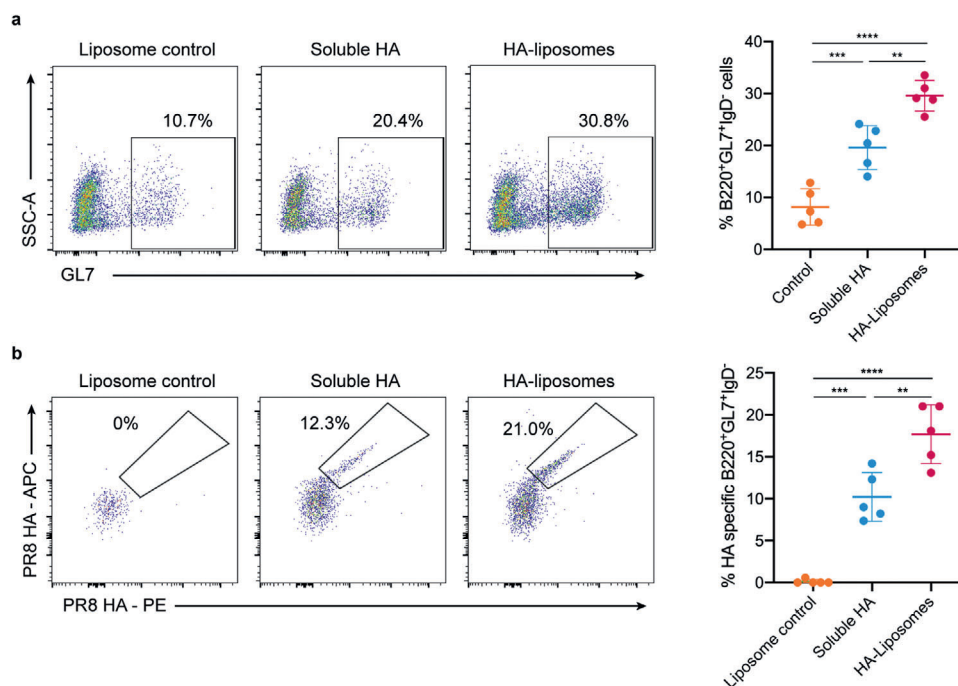 a
Liposome control
Soluble HA
HA-liposomes
10.7%
20.4%
30.8%
SSC-A
GL7
% B220+GL7+IgD- cells
40
30
20
10
0
****
***
**
Control
Soluble HA
HA-Liposomes
b
Liposome control
Soluble HA
HA-liposomes
0%
12.3%
21.0%
PR8 HA - APC
PR8 HA - PE
% HA specific B220+GL7+IgD-
25
20
15
10
5
0
****
***
**
Liposome control
Soluble HA
HA-Liposomes